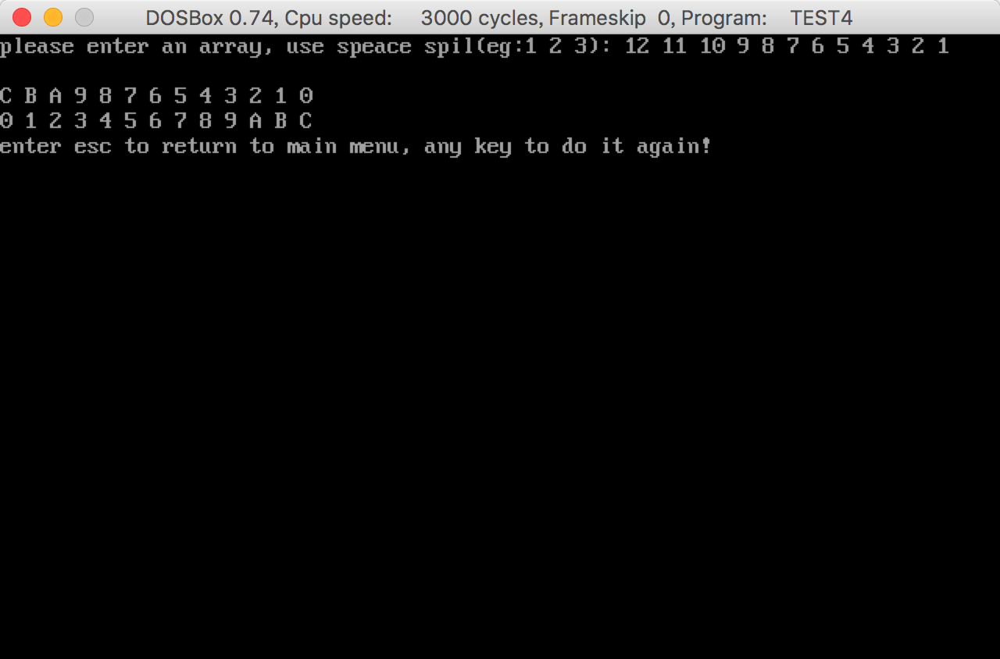 DOSBox 0.74, Cpu speed: 3000 cycles, Frameskip 0, Program: TEST4
please enter an array, use speace spil(eg:1 2 3): 12 11 10 9 8 7 6 5 4 3 2 1
C B A 9 8 7 6 5 4 3 2 1 0
0 1 2 3 4 5 6 7 8 9 A B C
enter esc to return to main menu, any key to do it again!